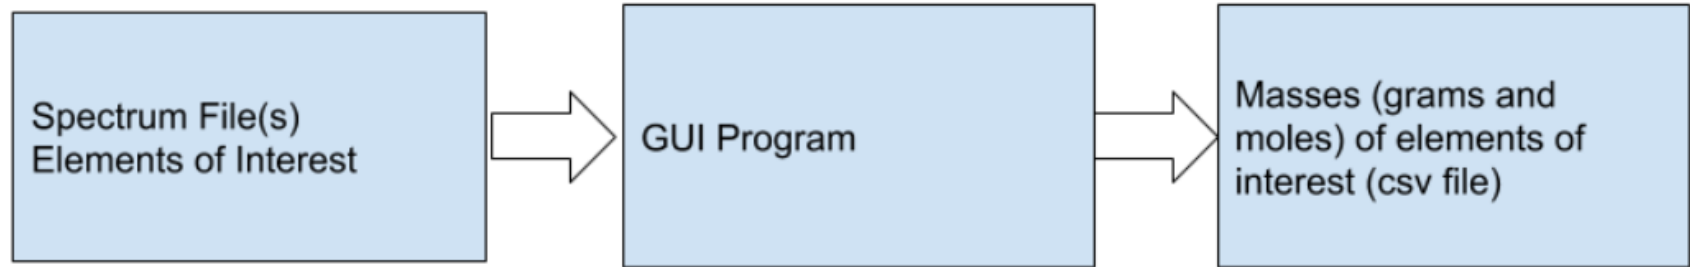 Spectrum File(s)
Elements of Interest
GUI Program
Masses (grams and
moles) of elements of
interest (csv file)